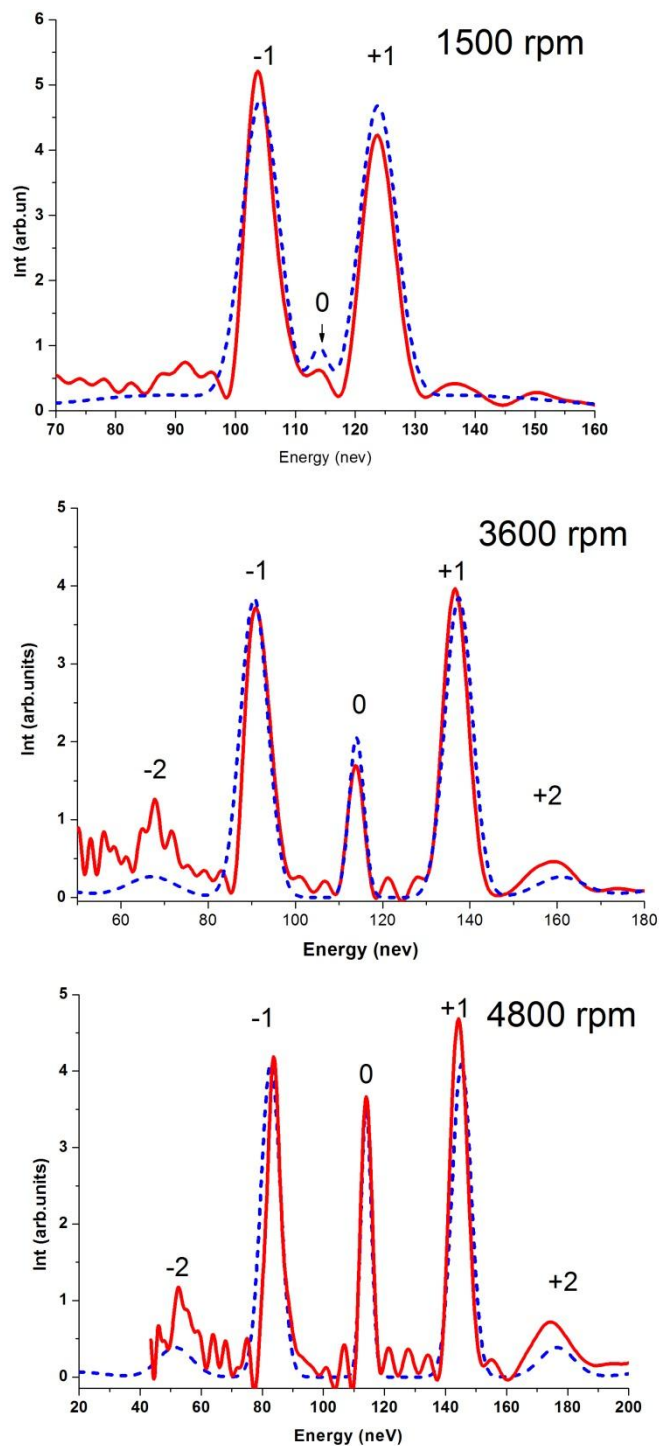 1500 rpm
6
5
4
3
2
1
0
-1
+1
0
Int (arb.un)
70 80 90 100 110 120 130 140 150 160
Energy (nev)
3600 rpm
5
4
3
2
1
0
-1
+1
0
-2
+2
Int (arb.units)
60 80 100 120 140 160 180
Energy (nev)
4800 rpm
5
4
3
2
1
0
-1
+1
0
-2
+2
Int (arb.units)
20 40 60 80 100 120 140 160 180 200
Energy (neV)